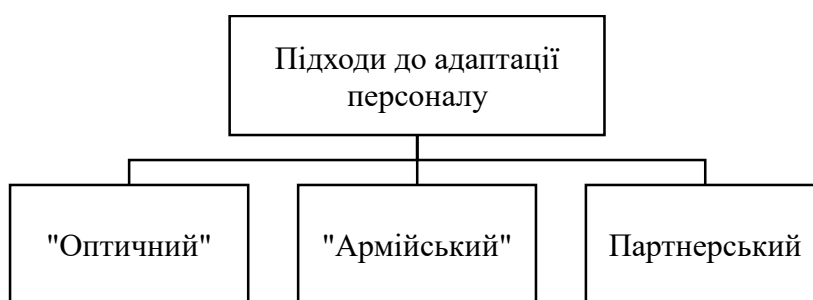 Підходи до адаптації
персоналу
"Оптичний"
"Армійський"
Партнерський